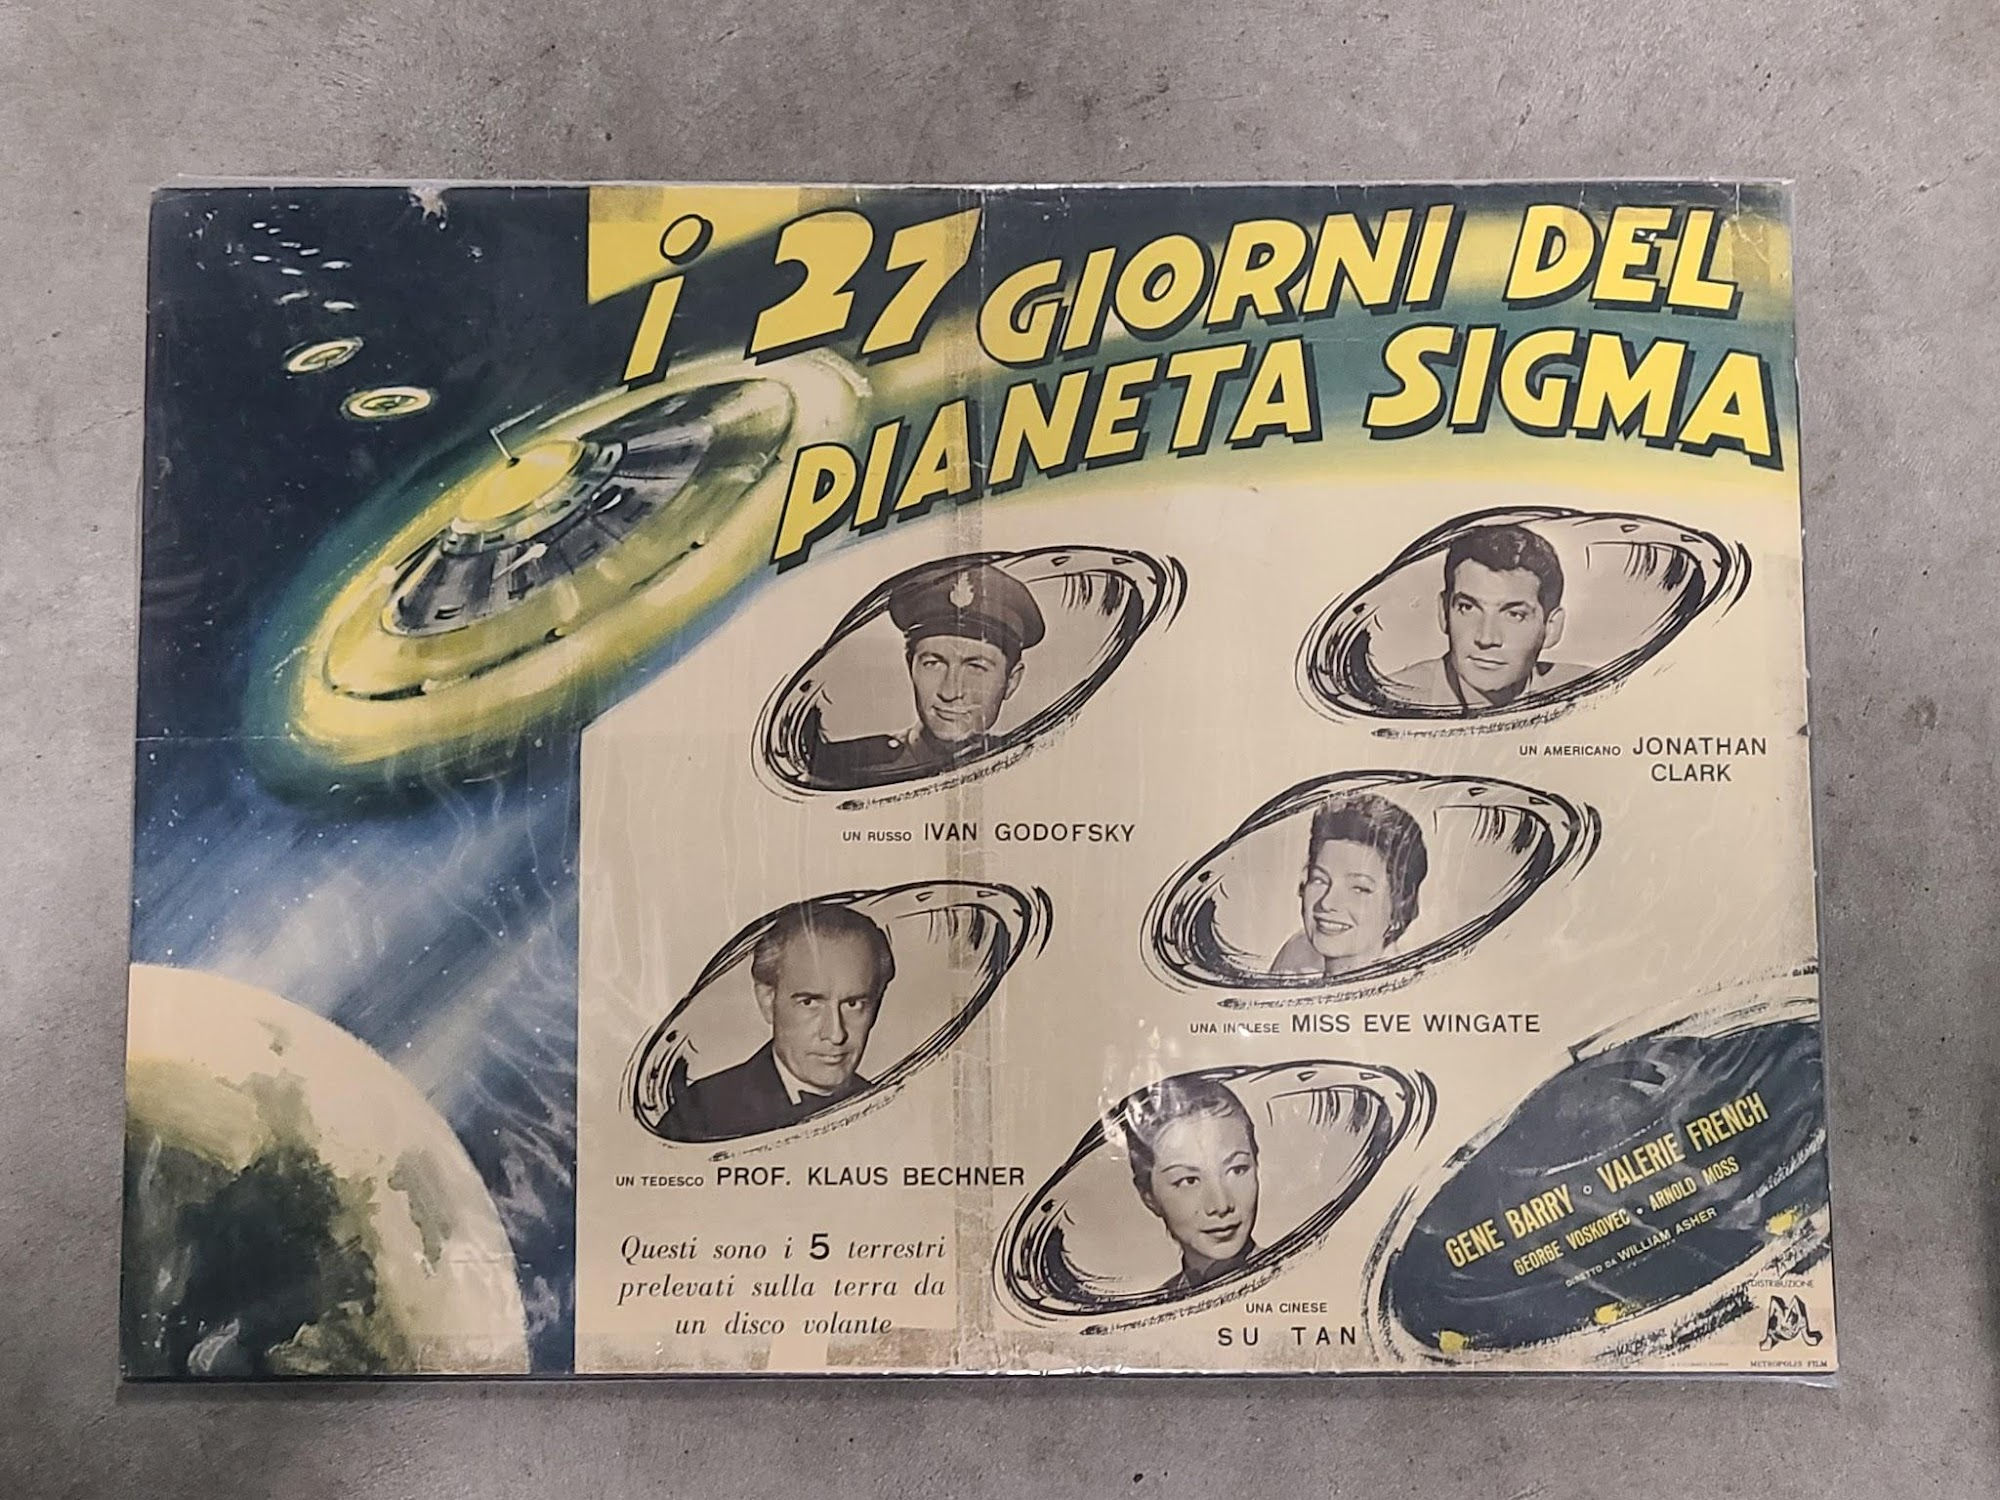 i 27 GIORNI DEL
PIANETA SIGMA
UN RUSSO IVAN GODOFSKY
UN AMERICANO JONATHAN
CLARK
UNA INGLESE MISS EVE WINGATE
UN TEDESCO PROF. KLAUS BECHNER
UNA CINESE
SU TAN
Questi sono i 5 terrestri
prelevati sulla terra da
un disco volante
GENE BARRY • VALERIE FRENCH
GEORGE VOSKOVEC • ARNOLD MOSS
DIRETTO DA WILLIAM ASHER
DISTRIBUZIONE
METROPOLIS FILM